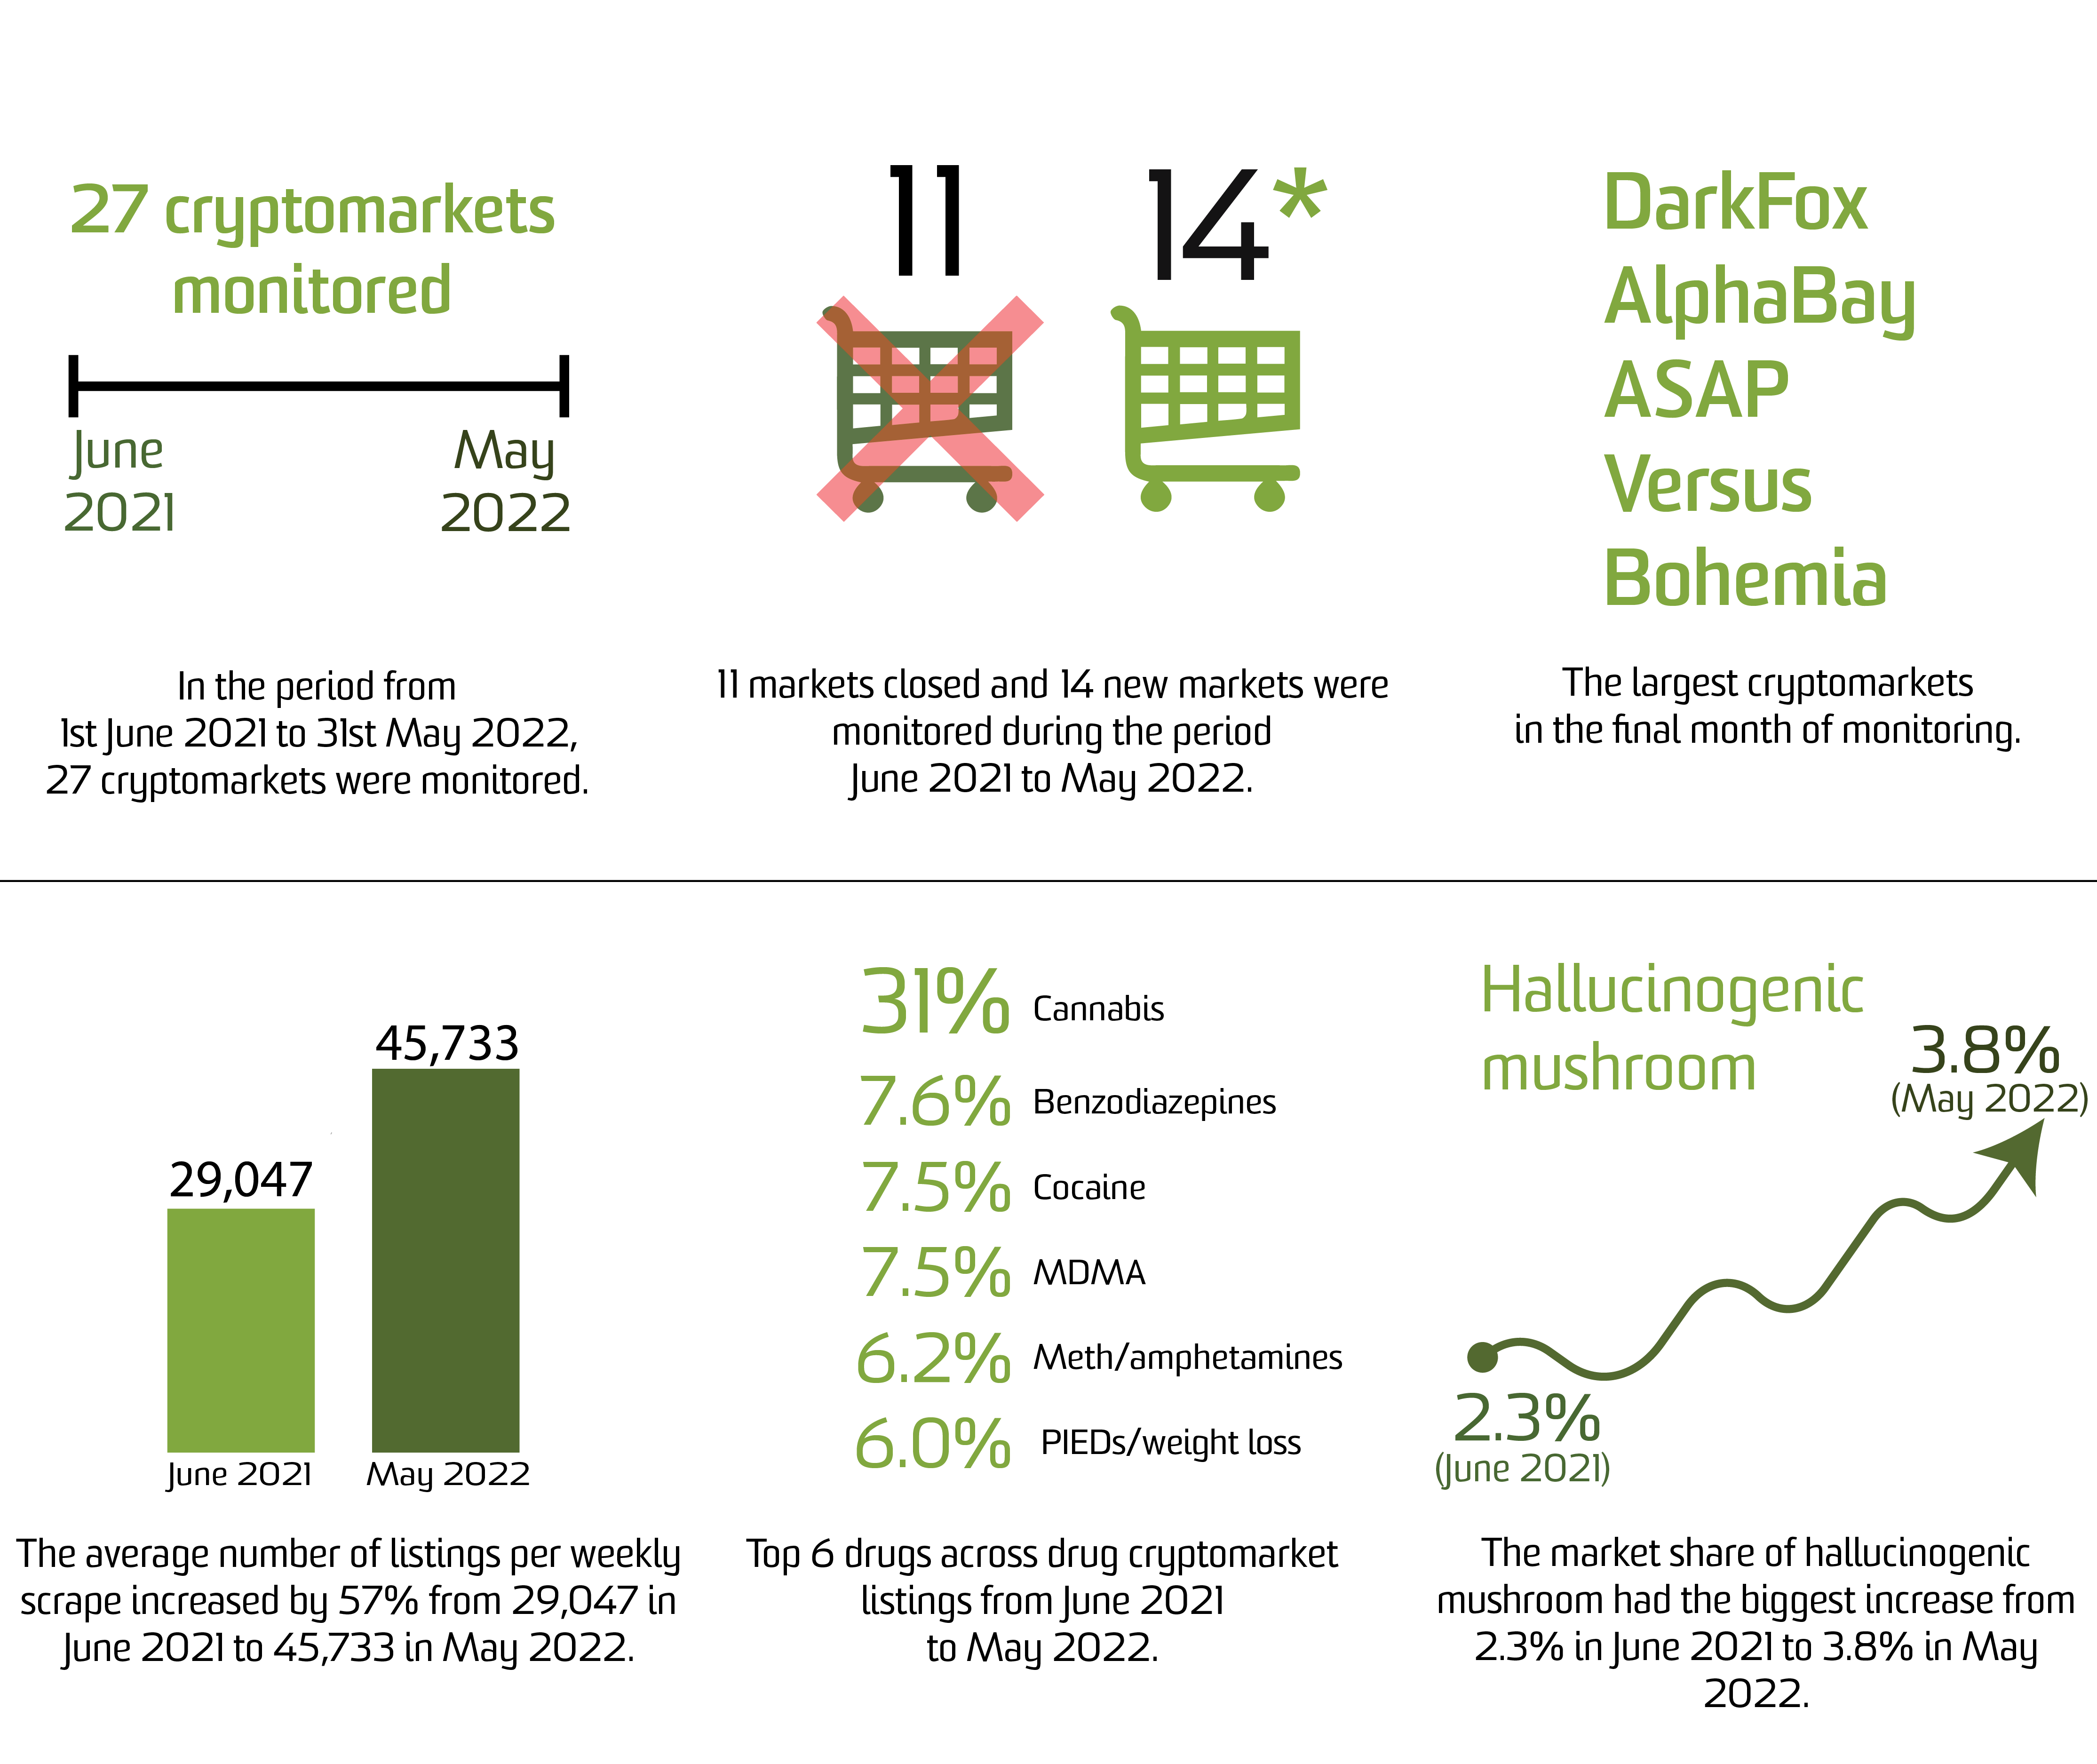 27 cryptomarkets
monitored
June
2021
May
2022
In the period from
1st June 2021 to 31st May 2022,
27 cryptomarkets were monitored.
11
14*
11 markets closed and 14 new markets were
monitored during the period
June 2021 to May 2022.
DarkFox
AlphaBay
ASAP
Versus
Bohemia
The largest cryptomarkets
in the final month of monitoring.
29,047
45,733
June 2021
May 2022
The average number of listings per weekly
scrape increased by 57% from 29,047 in
June 2021 to 45,733 in May 2022.
31% Cannabis
7.6% Benzodiazepines
7.5% Cocaine
7.5% MDMA
6.2% Meth/amphetamines
6.0% PIEDs/weight loss
Top 6 drugs across drug cryptomarket
listings from June 2021
to May 2022.
Hallucinogenic
mushroom
3.8%
(May 2022)
2.3%
(June 2021)
The market share of hallucinogenic
mushroom had the biggest increase from
2.3% in June 2021 to 3.8% in May
2022.